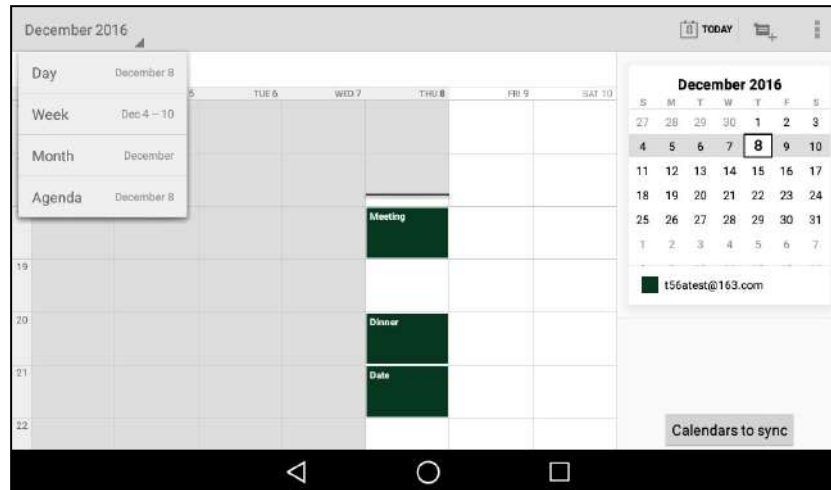 December 2016
TODAY
Day December 8
Week Dec 4 – 10
Month December
Agenda December 8
5 TUE 6 WED 7 THU 8 FRI 9 SAT 10
Meeting
19
20
Dinner
21
Date
22
December 2016
S M T W T F S
27 28 29 30 1 2 3
4 5 6 7 8 9 10
11 12 13 14 15 16 17
18 19 20 21 22 23 24
25 26 27 28 29 30 31
1 2 3 4 5 6 7
t56atest@163.com
Calendars to sync